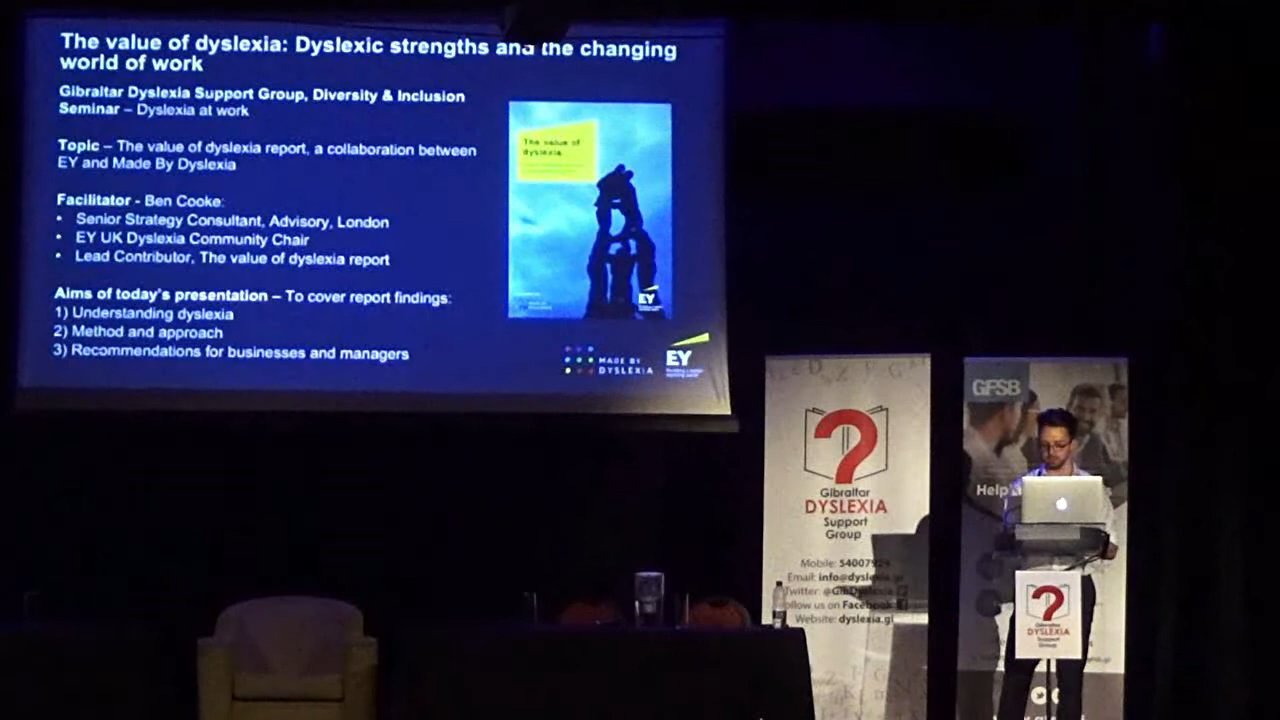 The value of dyslexia: Dyslexic strengths and the changing
world of work
Gibraltar Dyslexia Support Group, Diversity & Inclusion
Seminar – Dyslexia at work
Topic – The value of dyslexia report, a collaboration between
EY and Made By Dyslexia
Facilitator - Ben Cooke:
• Senior Strategy Consultant, Advisory, London
• EY UK Dyslexia Community Chair
• Lead Contributor, The value of dyslexia report
Aims of today's presentation – To cover report findings:
1) Understanding dyslexia
2) Method and approach
3) Recommendations for businesses and managers
The value of
dyslexia
EY
MADE BY
DYSLEXIA
EY
Gibraltar
DYSLEXIA
Support
Group
Mobile: 540079
Email: info@dyslexia.gi
Twitter: @GibDyslexia
ollow us on Facebook
Website: dyslexia.gi
GFSB
Help
Gibraltar
DYSLEXIA
Support
Group